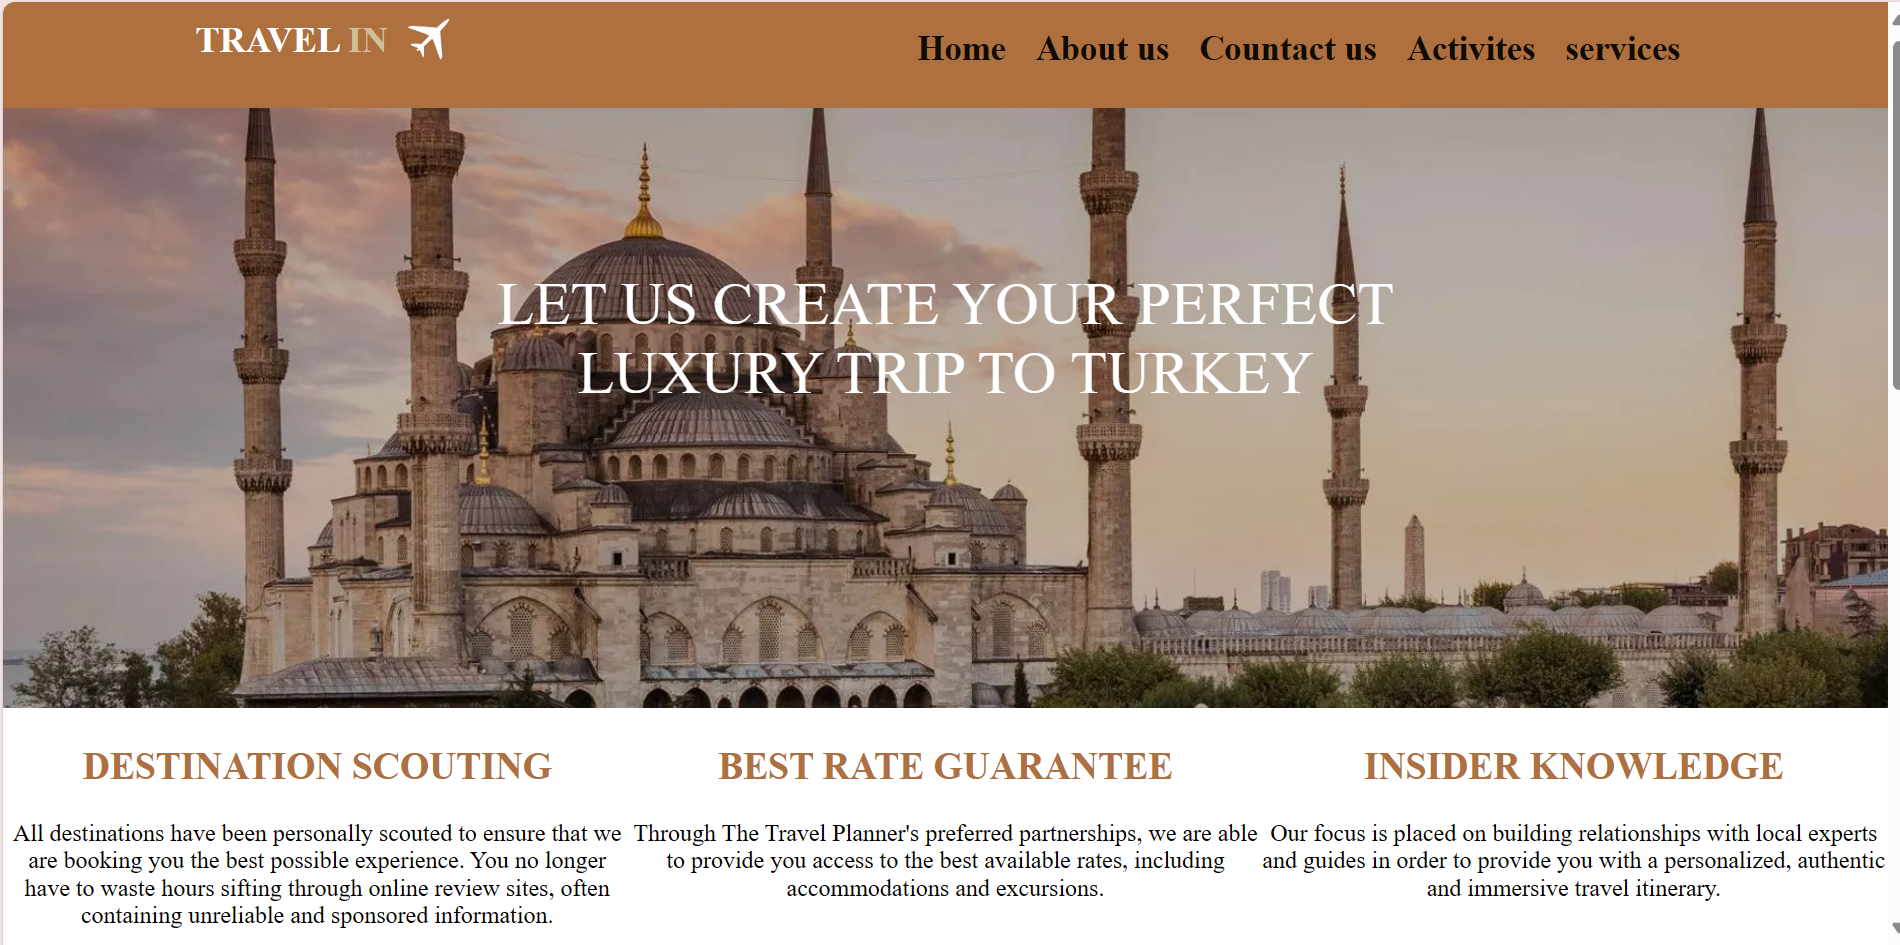 TRAVEL IN
Home About us Countact us Activites services
LET US CREATE YOUR PERFECT
LUXURY TRIP TO TURKEY
DESTINATION SCOUTING
All destinations have been personally scouted to ensure that we
are booking you the best possible experience. You no longer
have to waste hours sifting through online review sites, often
containing unreliable and sponsored information.
BEST RATE GUARANTEE
Through The Travel Planner's preferred partnerships, we are able
to provide you access to the best available rates, including
accommodations and excursions.
INSIDER KNOWLEDGE
Our focus is placed on building relationships with local experts
and guides in order to provide you with a personalized, authentic
and immersive travel itinerary.